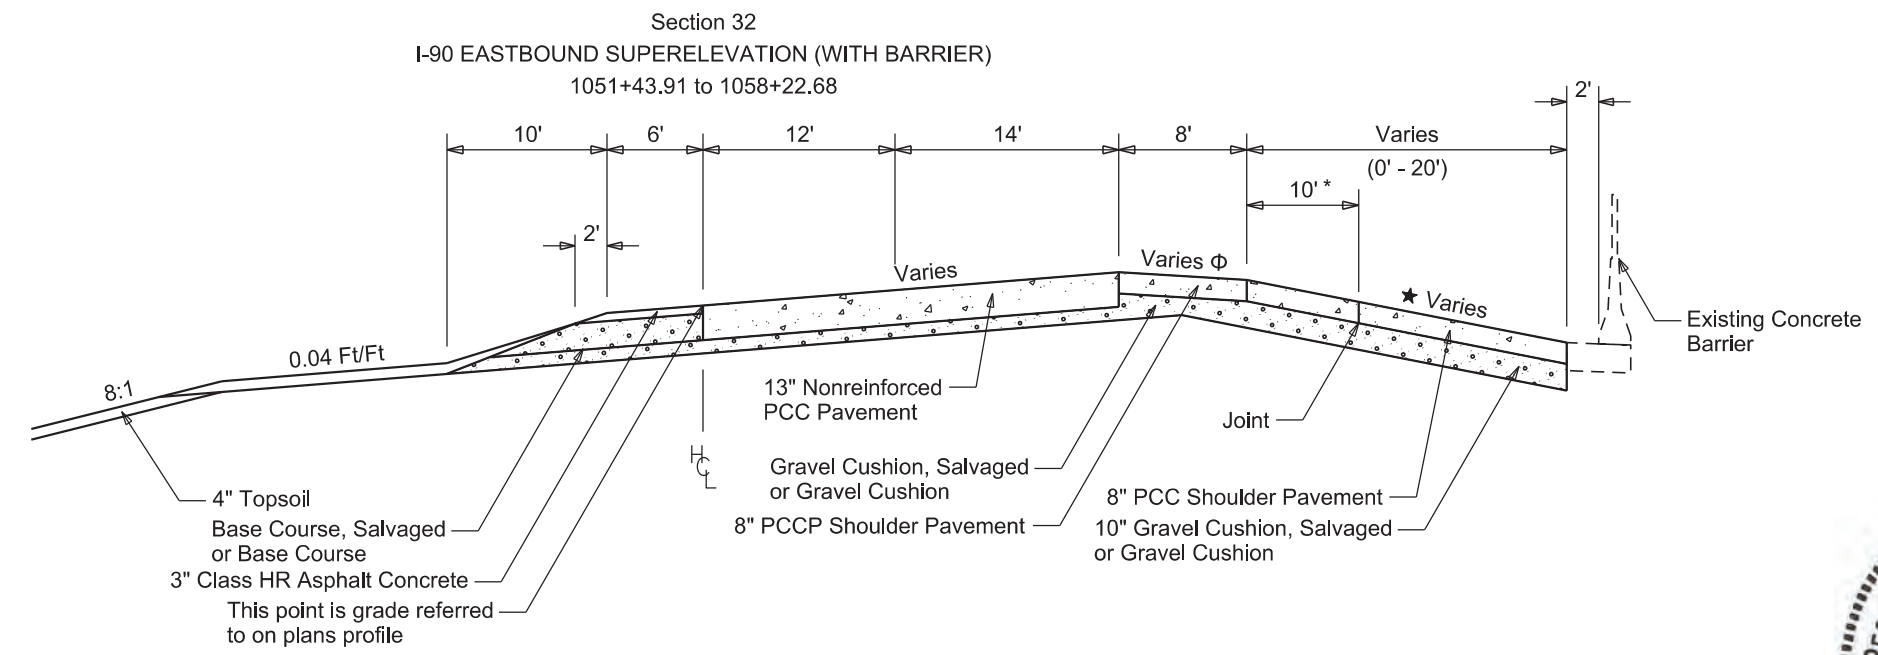 Section 32
I-90 EASTBOUND SUPERELEVATION (WITH BARRIER)
1051+43.91 to 1058+22.68
2'
10'
6'
12'
14'
8'
Varies
(0' - 20')
10' *
2'
Varies
Varies Φ
★ Varies
0.04 Ft/Ft
8:1
Existing Concrete
Barrier
13" Nonreinforced
PCC Pavement
Joint
HCL
Gravel Cushion, Salvaged
or Gravel Cushion
4" Topsoil
8" PCC Shoulder Pavement
Base Course, Salvaged
or Base Course
8" PCCP Shoulder Pavement
10" Gravel Cushion, Salvaged
or Gravel Cushion
3" Class HR Asphalt Concrete
This point is grade referred
to on plans profile